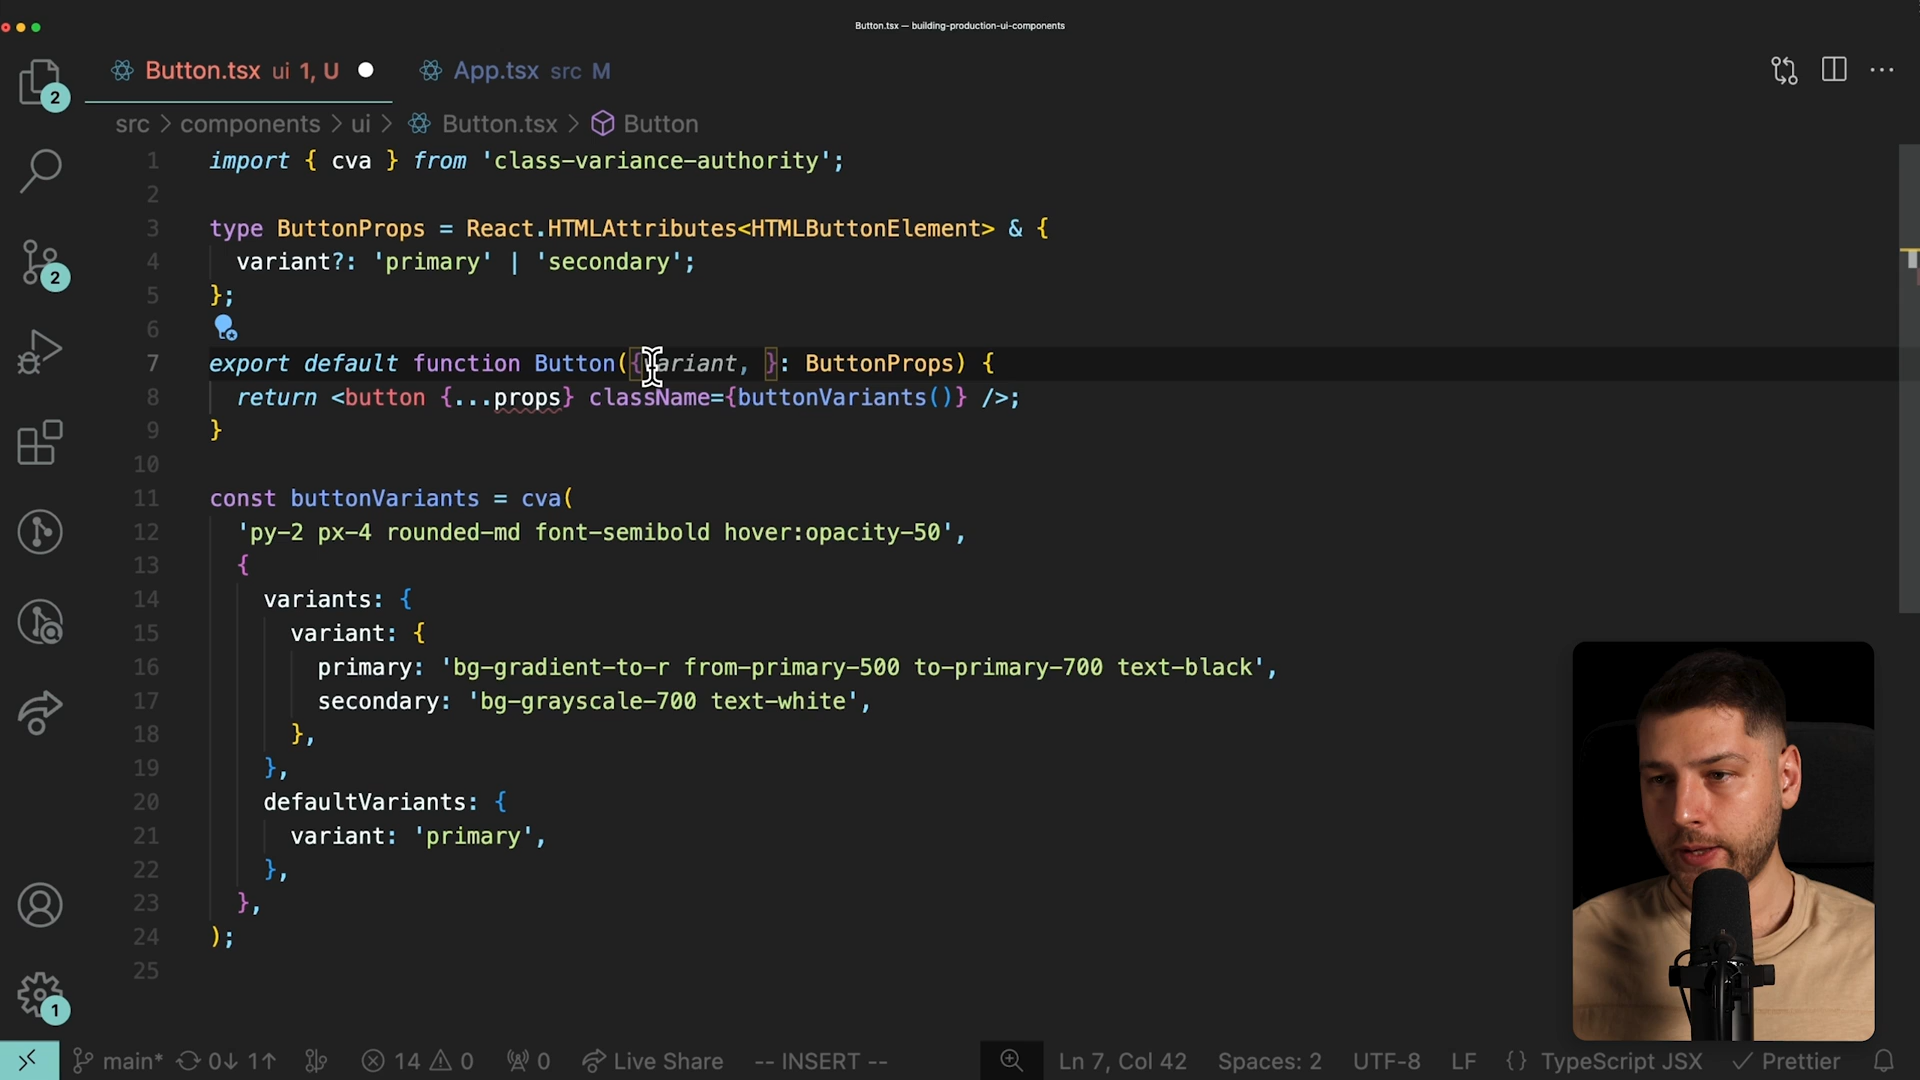 Button.tsx — building-production-ui-components
Button.tsx ui 1, U
App.tsx src M
2
src > components > ui > Button.tsx > Button
1 import { cva } from 'class-variance-authority';
2
3 type ButtonProps = React.HTMLAttributes<HTMLButtonElement> & {
4 variant?: 'primary' | 'secondary';
5 };
6
7 export default function Button({variant, }: ButtonProps) {
8 return <button {...props} className={buttonVariants()} />;
9 }
10
11 const buttonVariants = cva(
12 'py-2 px-4 rounded-md font-semibold hover:opacity-50',
13 {
14 variants: {
15 variant: {
16 primary: 'bg-gradient-to-r from-primary-500 to-primary-700 text-black',
17 secondary: 'bg-grayscale-700 text-white',
18 },
19 },
20 defaultVariants: {
21 variant: 'primary',
22 },
23 },
24 );
25
2
1
main* 0↓ 1↑ 14 0 0 Live Share -- INSERT -- Ln 7, Col 42 Spaces: 2 UTF-8 LF {} TypeScript JSX ✓ Prettier